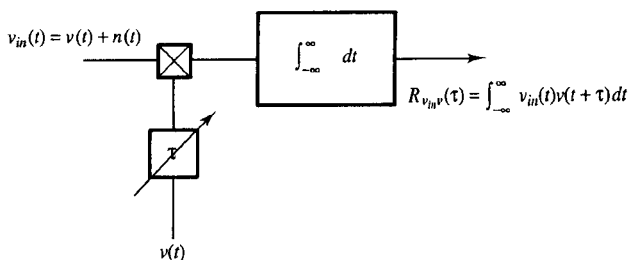 v_in(t) = v(t) + n(t)
∫_{-∞}^{∞} dt
R_{v_in v}(τ) = ∫_{-∞}^{∞} v_in(t)v(t + τ)dt
τ
v(t)